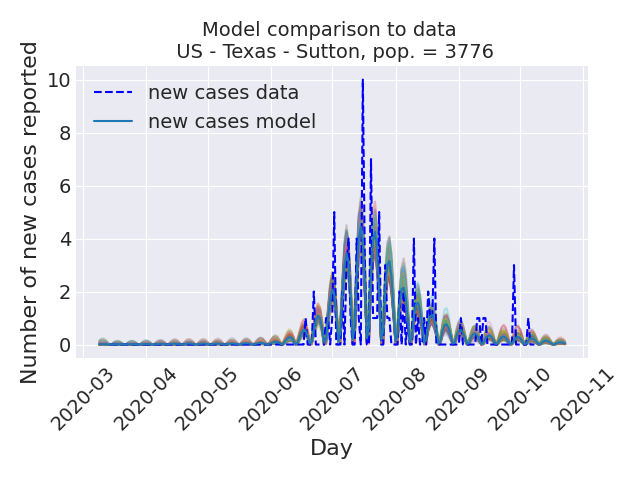 Model comparison to data
US - Texas - Sutton, pop. = 3776
Number of new cases reported
10
8
6
4
2
0
new cases data
new cases model
2020-03
2020-04
2020-05
2020-06
2020-07
2020-08
2020-09
2020-10
2020-11
Day